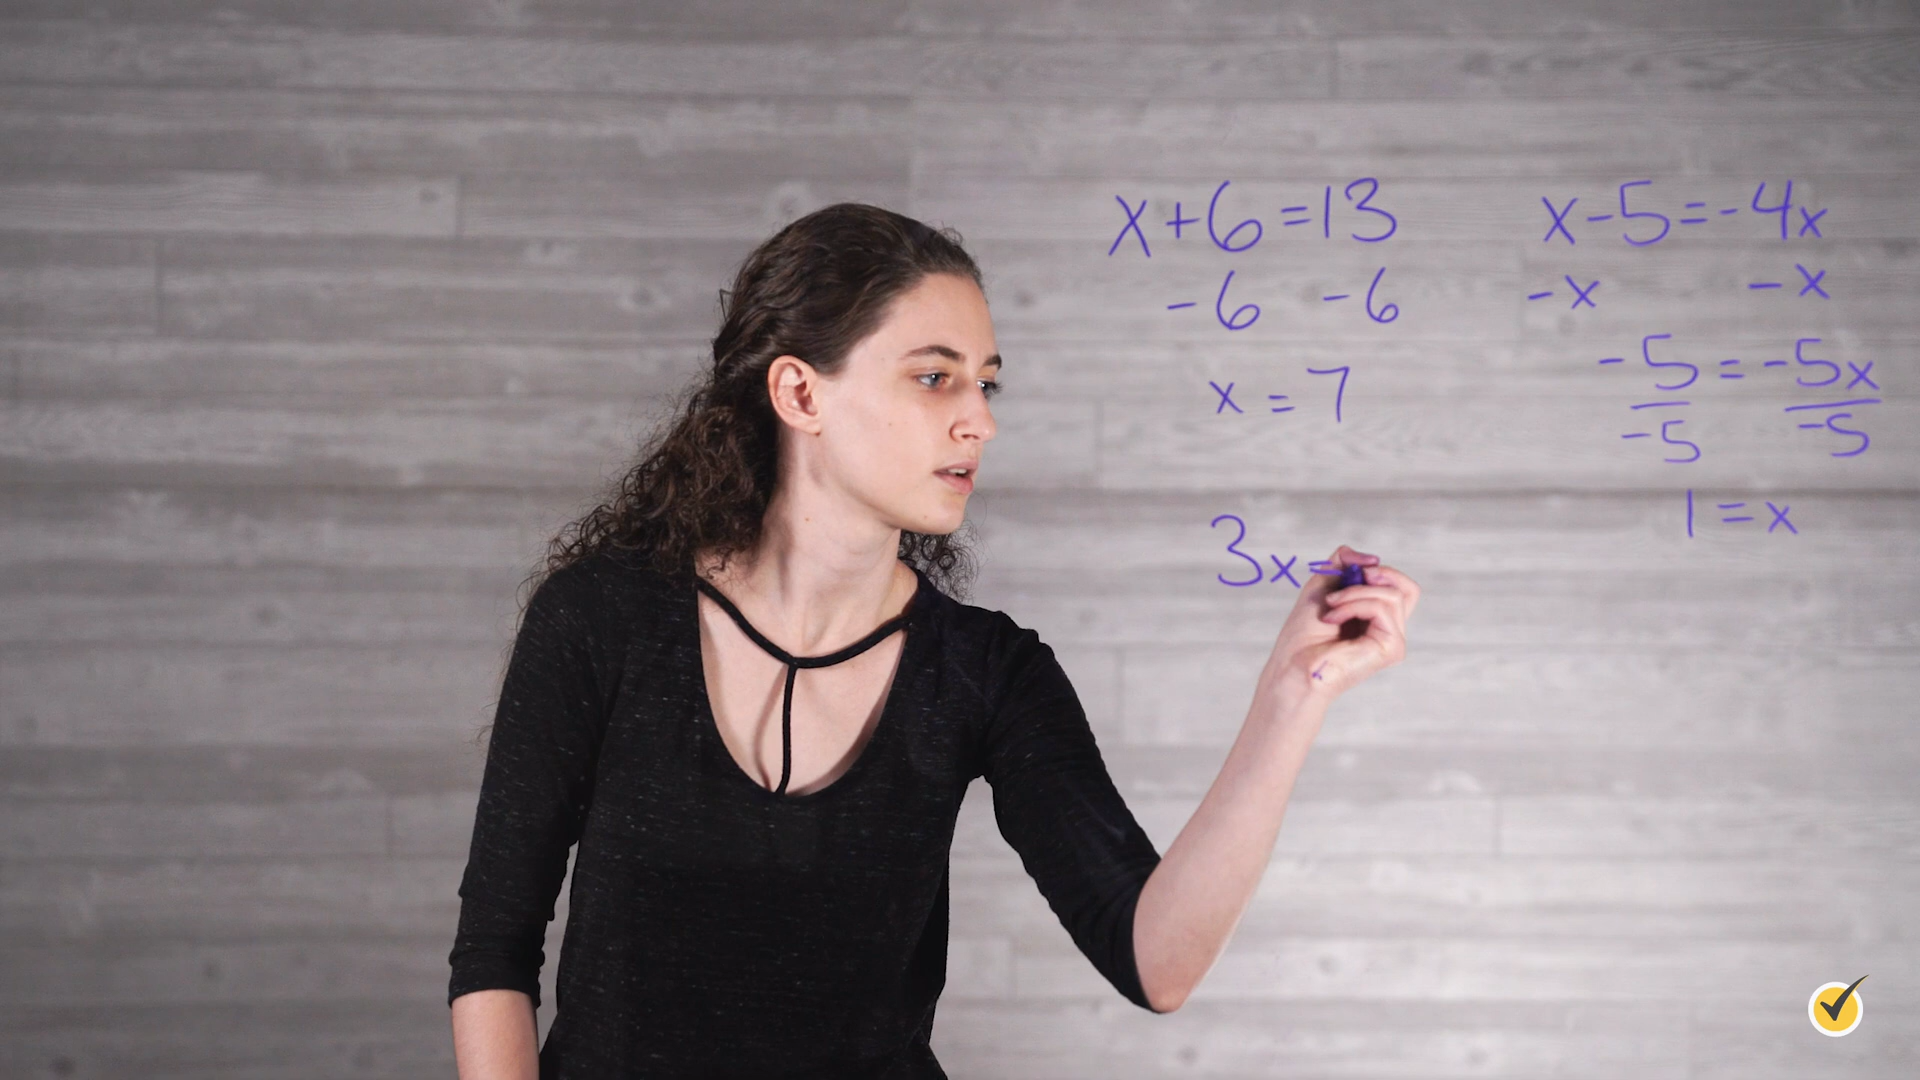 x+6=13
-6 -6
x=7
3x=
x-5=-4x
-x -x
-5=-5x
-5 -5
1=x